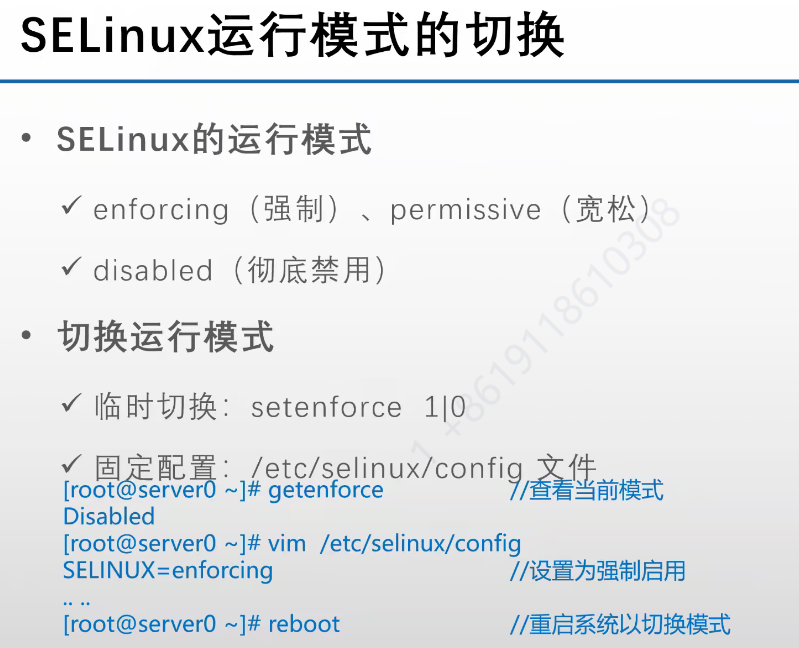 SELinux运行模式的切换
• SELinux的运行模式
✓ enforcing（强制）、permissive（宽松）
✓ disabled（彻底禁用）
• 切换运行模式
✓ 临时切换：setenforce 1|0
✓ 固定配置：/etc/selinux/config 文件
[root@server0 ~]# getenforce //查看当前模式
Disabled
[root@server0 ~]# vim /etc/selinux/config
SELINUX=enforcing //设置为强制启用
.. ..
[root@server0 ~]# reboot //重启系统以切换模式
1 +8619118610308